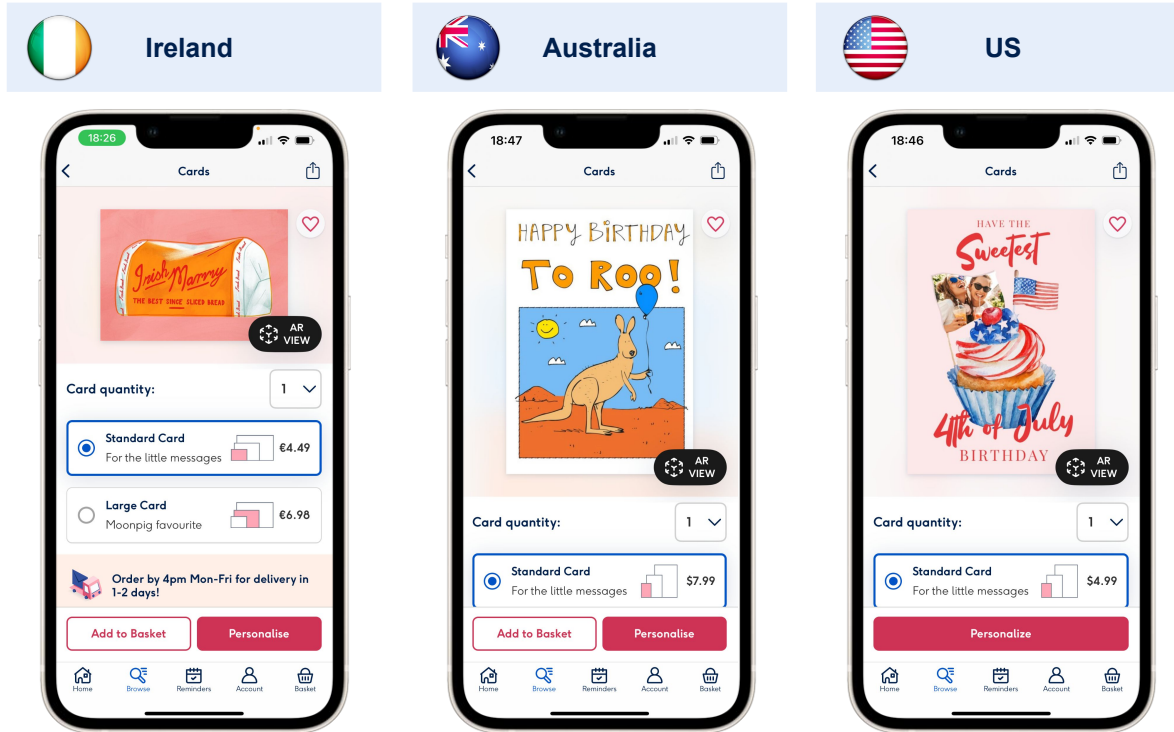 Ireland
18:26
Cards
Irish Mammy
THE BEST SINCE SLICED BREAD
AR
VIEW
Card quantity:
1
Standard Card
For the little messages
€4.49
Large Card
Moonpig favourite
€6.98
Order by 4pm Mon-Fri for delivery in
1-2 days!
Add to Basket
Personalise
Home
Browse
Reminders
Account
Basket
Australia
18:47
Cards
HAPPY BIRTHDAY
TO ROO!
AR
VIEW
Card quantity:
1
Standard Card
For the little messages
$7.99
Add to Basket
Personalise
Home
Browse
Reminders
Account
Basket
US
18:46
Cards
HAVE THE
Sweetest
4th of July
BIRTHDAY
AR
VIEW
Card quantity:
1
Standard Card
For the little messages
$4.99
Personalize
Home
Browse
Reminders
Account
Basket